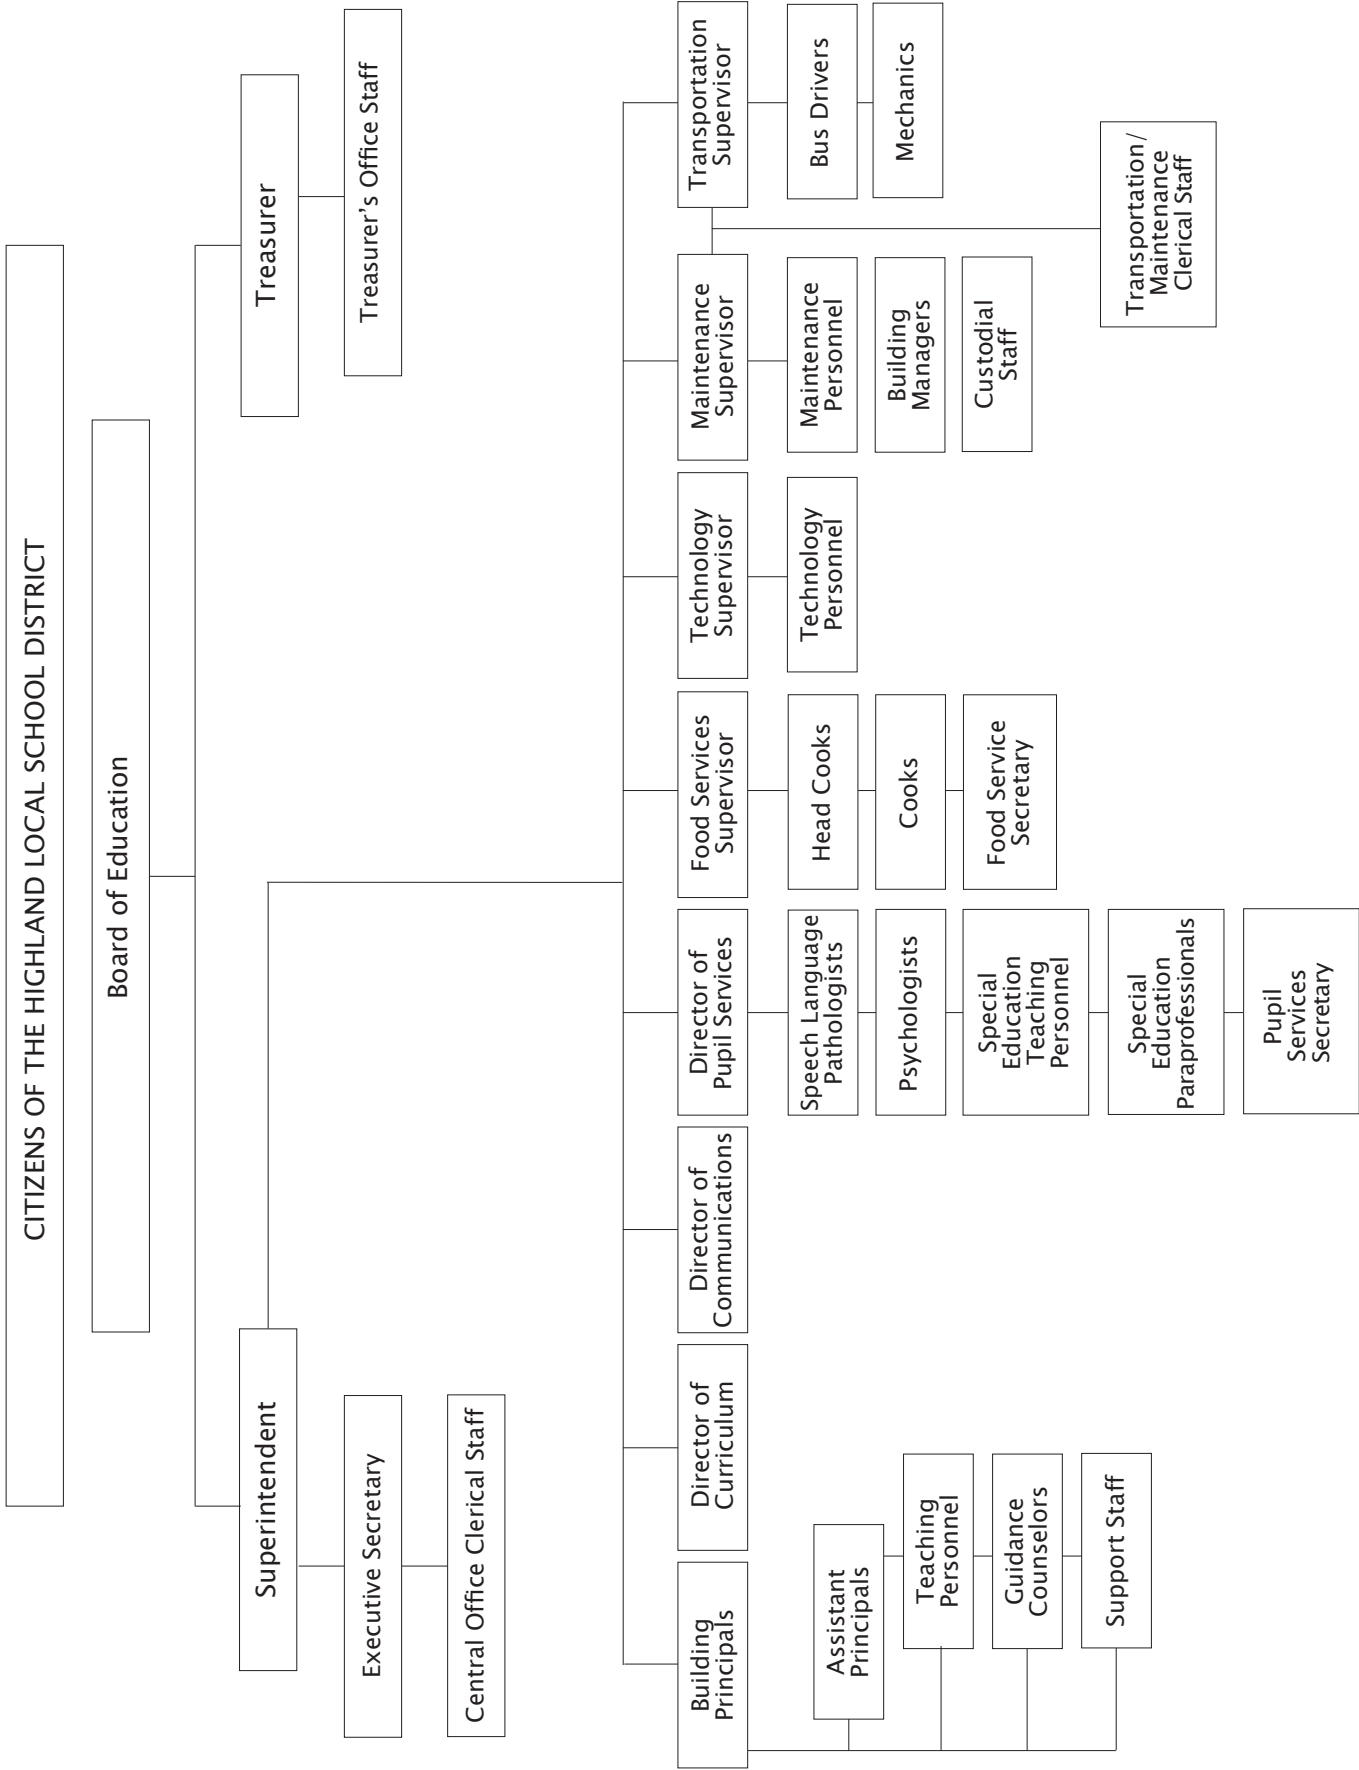 CITIZENS OF THE HIGHLAND LOCAL SCHOOL DISTRICT
Board of Education
Superintendent
Treasurer
Executive Secretary
Treasurer's Office Staff
Central Office Clerical Staff
Building
Principals
Director of
Curriculum
Director of
Communications
Director of
Pupil Services
Food Services
Supervisor
Technology
Supervisor
Maintenance
Supervisor
Transportation
Supervisor
Assistant
Principals
Teaching
Personnel
Guidance
Counselors
Support Staff
Speech Language
Pathologists
Psychologists
Special
Education
Teaching
Personnel
Special
Education
Paraprofessionals
Pupil
Services
Secretary
Head Cooks
Cooks
Food Service
Secretary
Technology
Personnel
Maintenance
Personnel
Building
Managers
Custodial
Staff
Bus Drivers
Mechanics
Transportation/
Maintenance
Clerical Staff